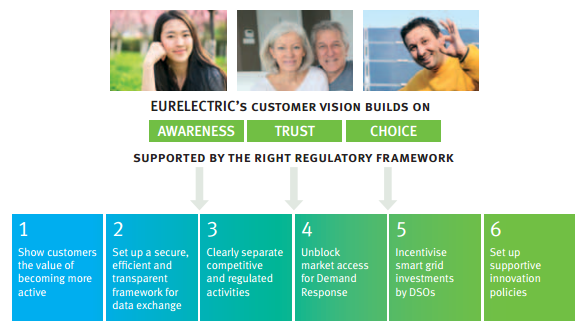 EURELECTRIC'S CUSTOMER VISION BUILDS ON
AWARENESS TRUST CHOICE
SUPPORTED BY THE RIGHT REGULATORY FRAMEWORK
1
Show customers
the value of
becoming more
active
2
Set up a secure,
efficient and
transparent
framework for
data exchange
3
Clearly separate
competitive
and regulated
activities
4
Unblock
market access
for Demand
Response
5
Incentivise
smart grid
investments
by DSOs
6
Set up
supportive
innovation
policies